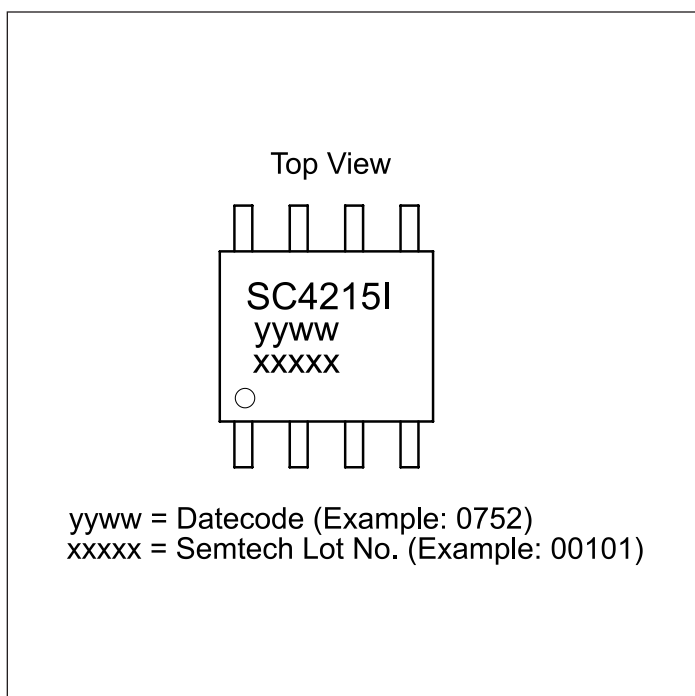 Top View
SC4215I
yyww
xxxxx
yyww = Datecode (Example: 0752)
xxxxx = Semtech Lot No. (Example: 00101)